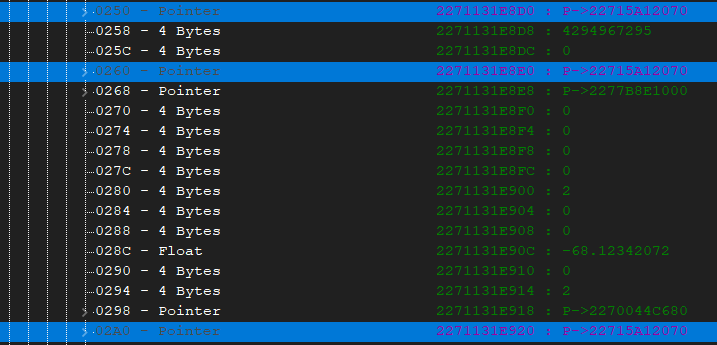 0250 - Pointer 2271131E8D0 : P->22715A12070
0258 - 4 Bytes 2271131E8D8 : 4294967295
025C - 4 Bytes 2271131E8DC : 0
0260 - Pointer 2271131E8E0 : P->22715A12070
0268 - Pointer 2271131E8E8 : P->2277B8E1000
0270 - 4 Bytes 2271131E8F0 : 0
0274 - 4 Bytes 2271131E8F4 : 0
0278 - 4 Bytes 2271131E8F8 : 0
027C - 4 Bytes 2271131E8FC : 0
0280 - 4 Bytes 2271131E900 : 2
0284 - 4 Bytes 2271131E904 : 0
0288 - 4 Bytes 2271131E908 : 0
028C - Float 2271131E90C : -68.12342072
0290 - 4 Bytes 2271131E910 : 0
0294 - 4 Bytes 2271131E914 : 2
0298 - Pointer 2271131E918 : P->2270044C680
02A0 - Pointer 2271131E920 : P->22715A12070